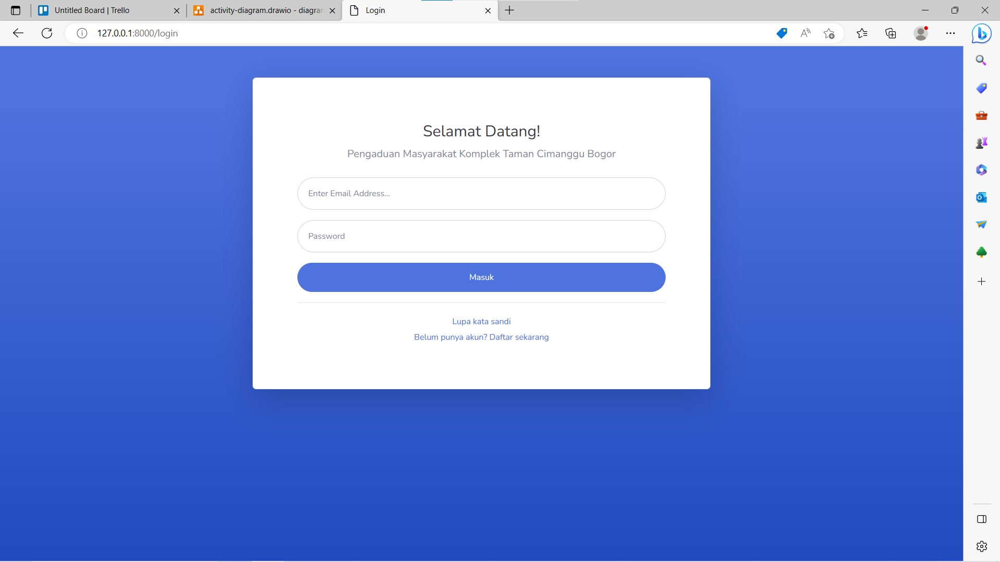 Untitled Board | Trello
activity-diagram.drawio - diagra
Login
127.0.0.1:8000/login
Selamat Datang!
Pengaduan Masyarakat Komplek Taman Cimanggu Bogor
Enter Email Address...
Password
Masuk
Lupa kata sandi
Belum punya akun? Daftar sekarang